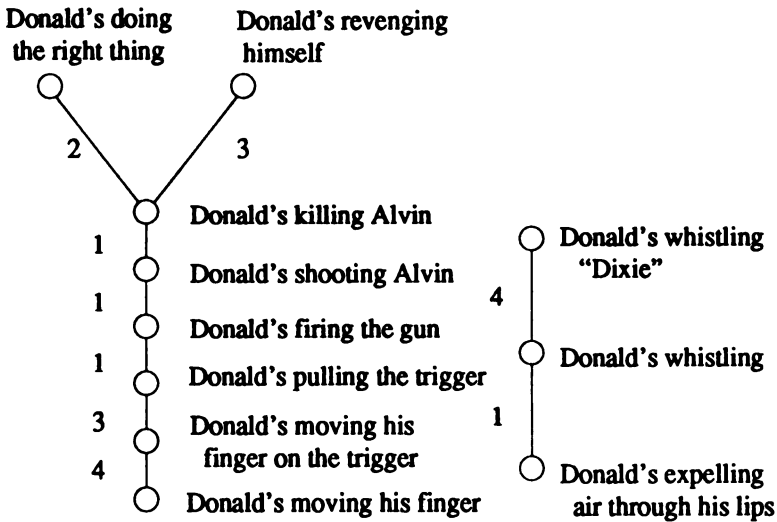 Donald's doing
the right thing
Donald's revenging
himself
2
3
Donald's killing Alvin
1
Donald's shooting Alvin
1
Donald's firing the gun
1
Donald's pulling the trigger
3
Donald's moving his
finger on the trigger
4
Donald's moving his finger
Donald's whistling
"Dixie"
4
Donald's whistling
1
Donald's expelling
air through his lips